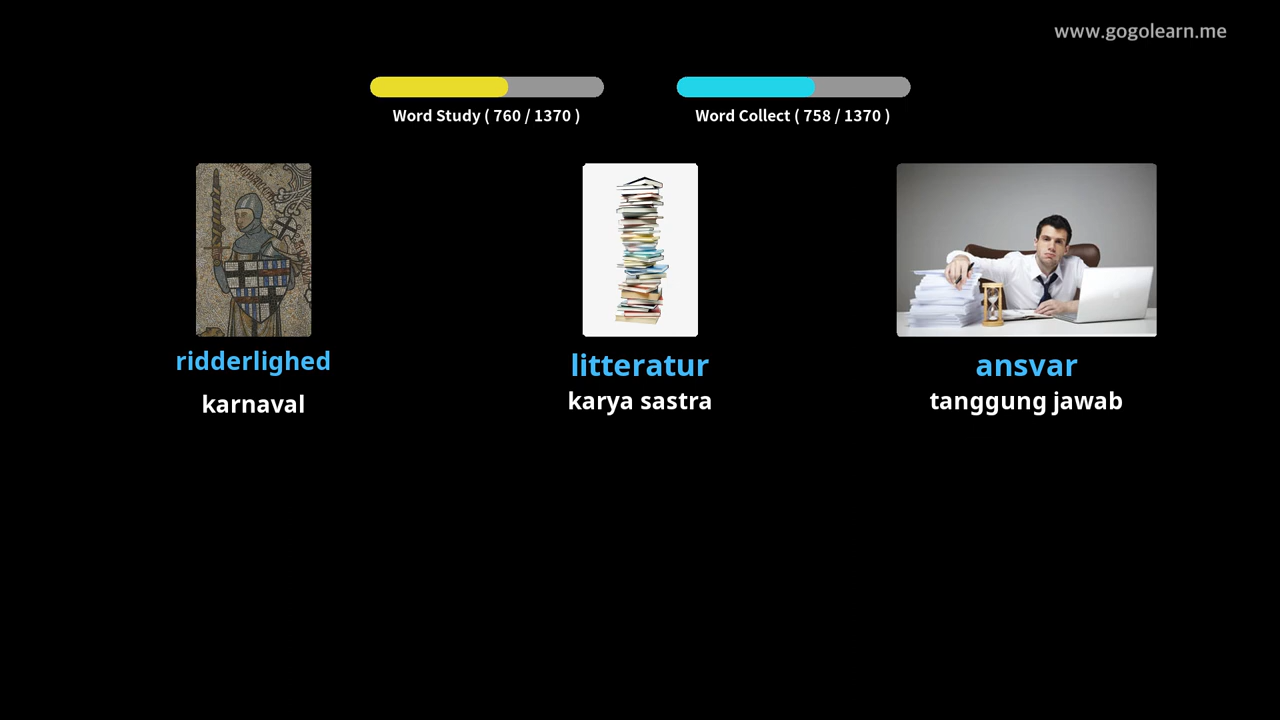 www.gogolearn.me
Word Study ( 760 / 1370 )
Word Collect ( 758 / 1370 )
ridderlighed
litteratur
ansvar
karnaval
karya sastra
tanggung jawab